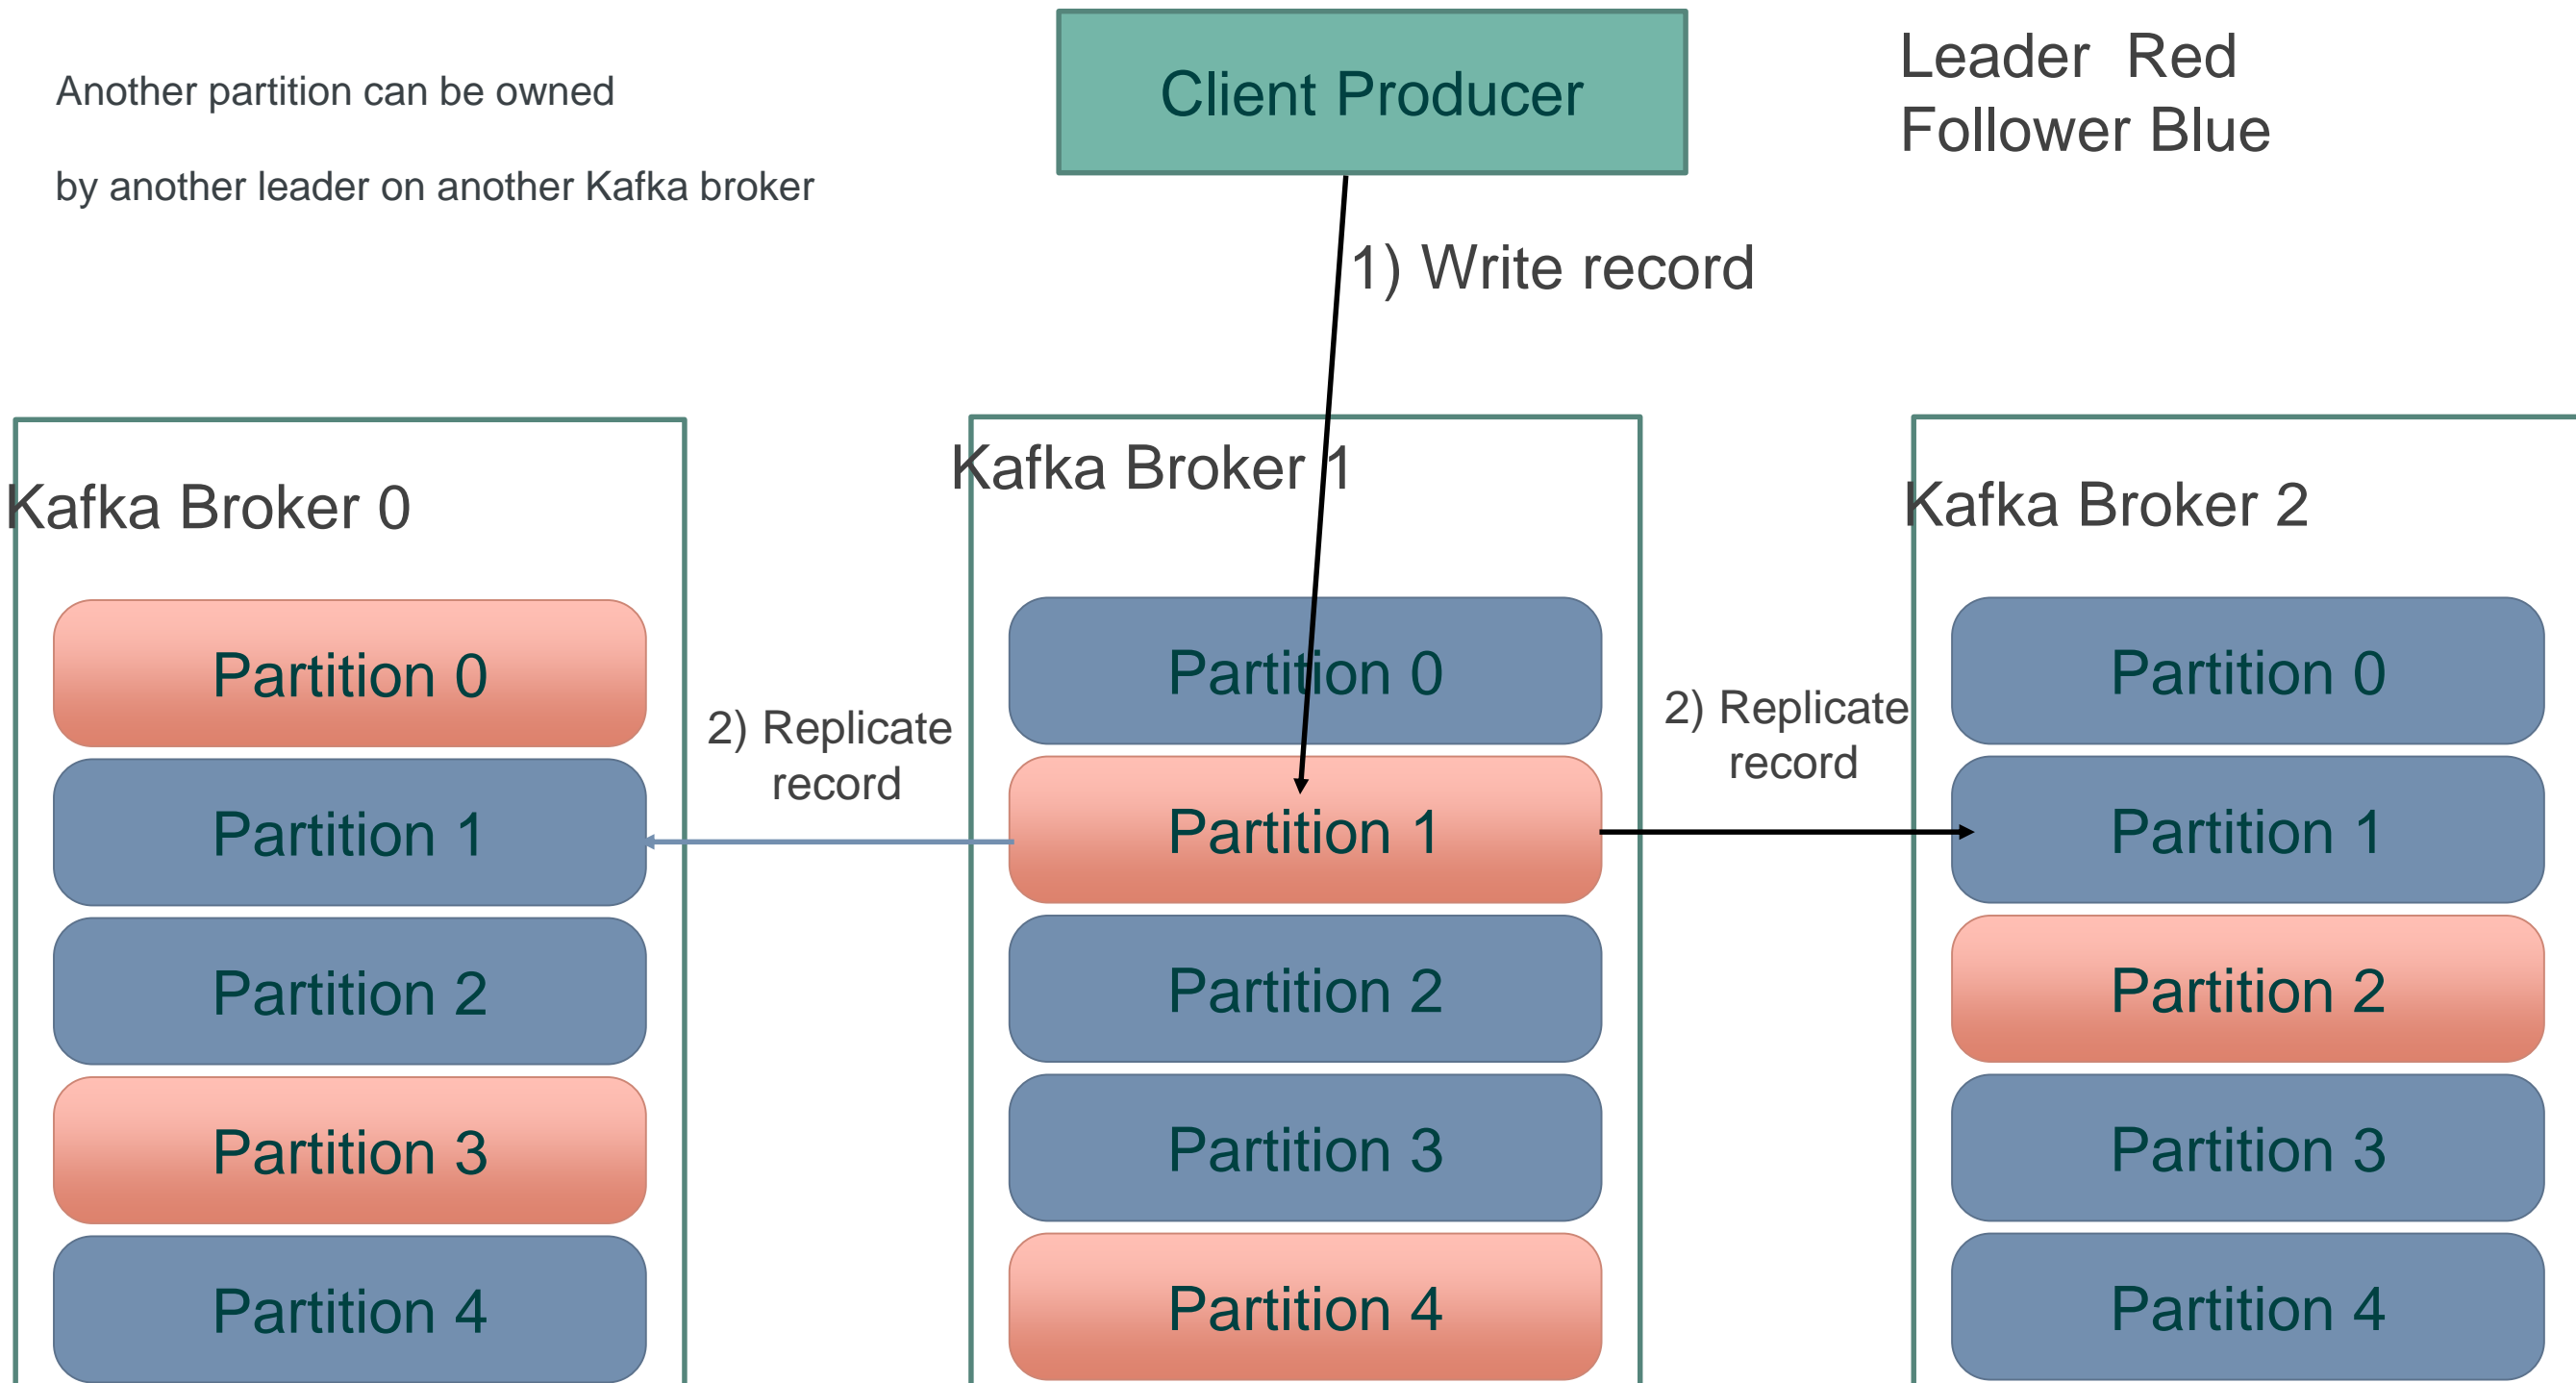 Another partition can be owned
by another leader on another Kafka broker
Client Producer
Leader  Red
Follower Blue
1) Write record
Kafka Broker 0
Partition 0
Partition 1
Partition 2
Partition 3
Partition 4
2) Replicate
record
Kafka Broker 1
Partition 0
Partition 1
Partition 2
Partition 3
Partition 4
2) Replicate
record
Kafka Broker 2
Partition 0
Partition 1
Partition 2
Partition 3
Partition 4